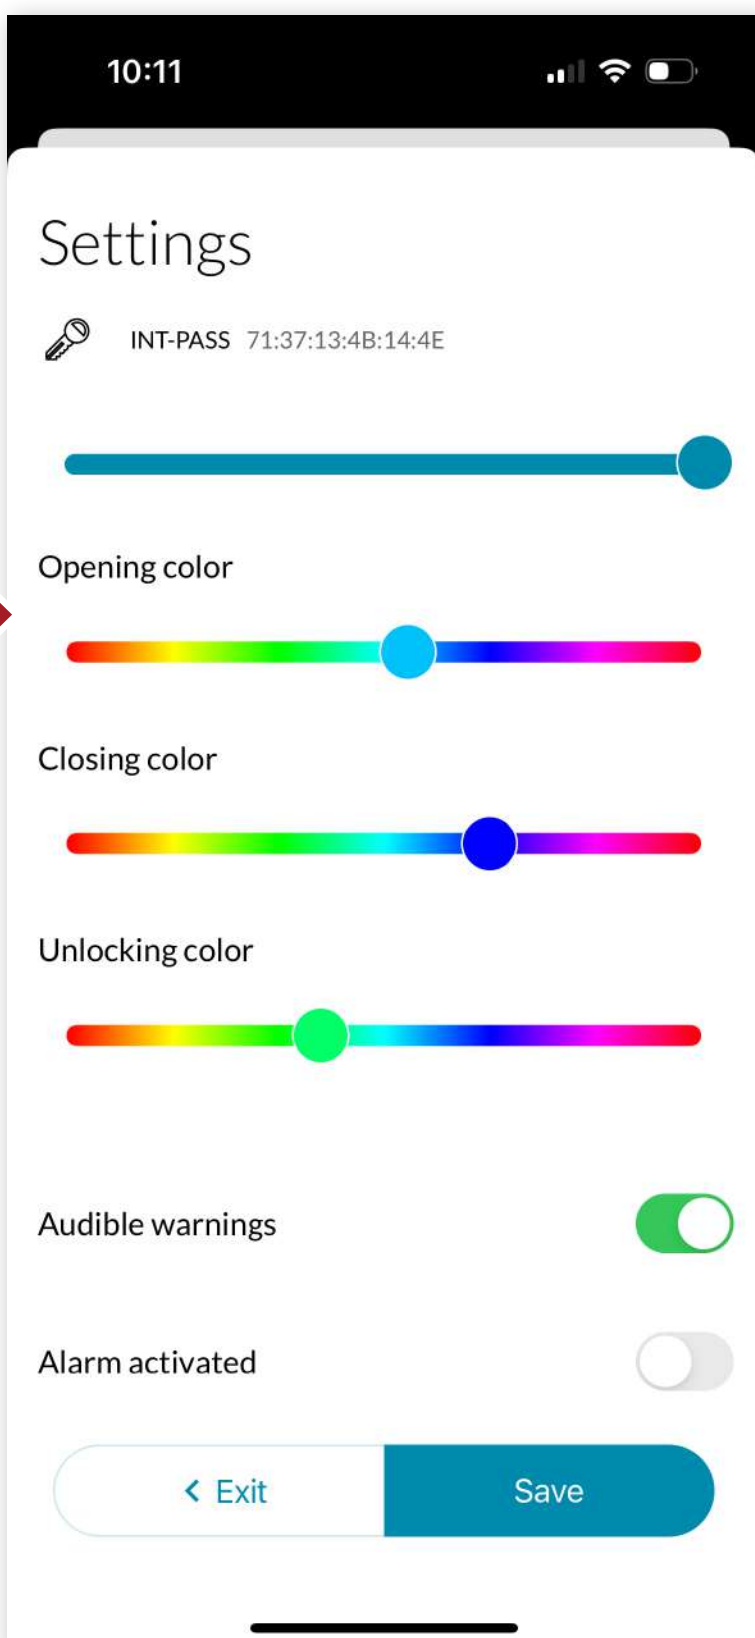 10:11
Settings
INT-PASS 71:37:13:4B:14:4E
Opening color
Closing color
Unlocking color
Audible warnings
Alarm activated
Exit
Save